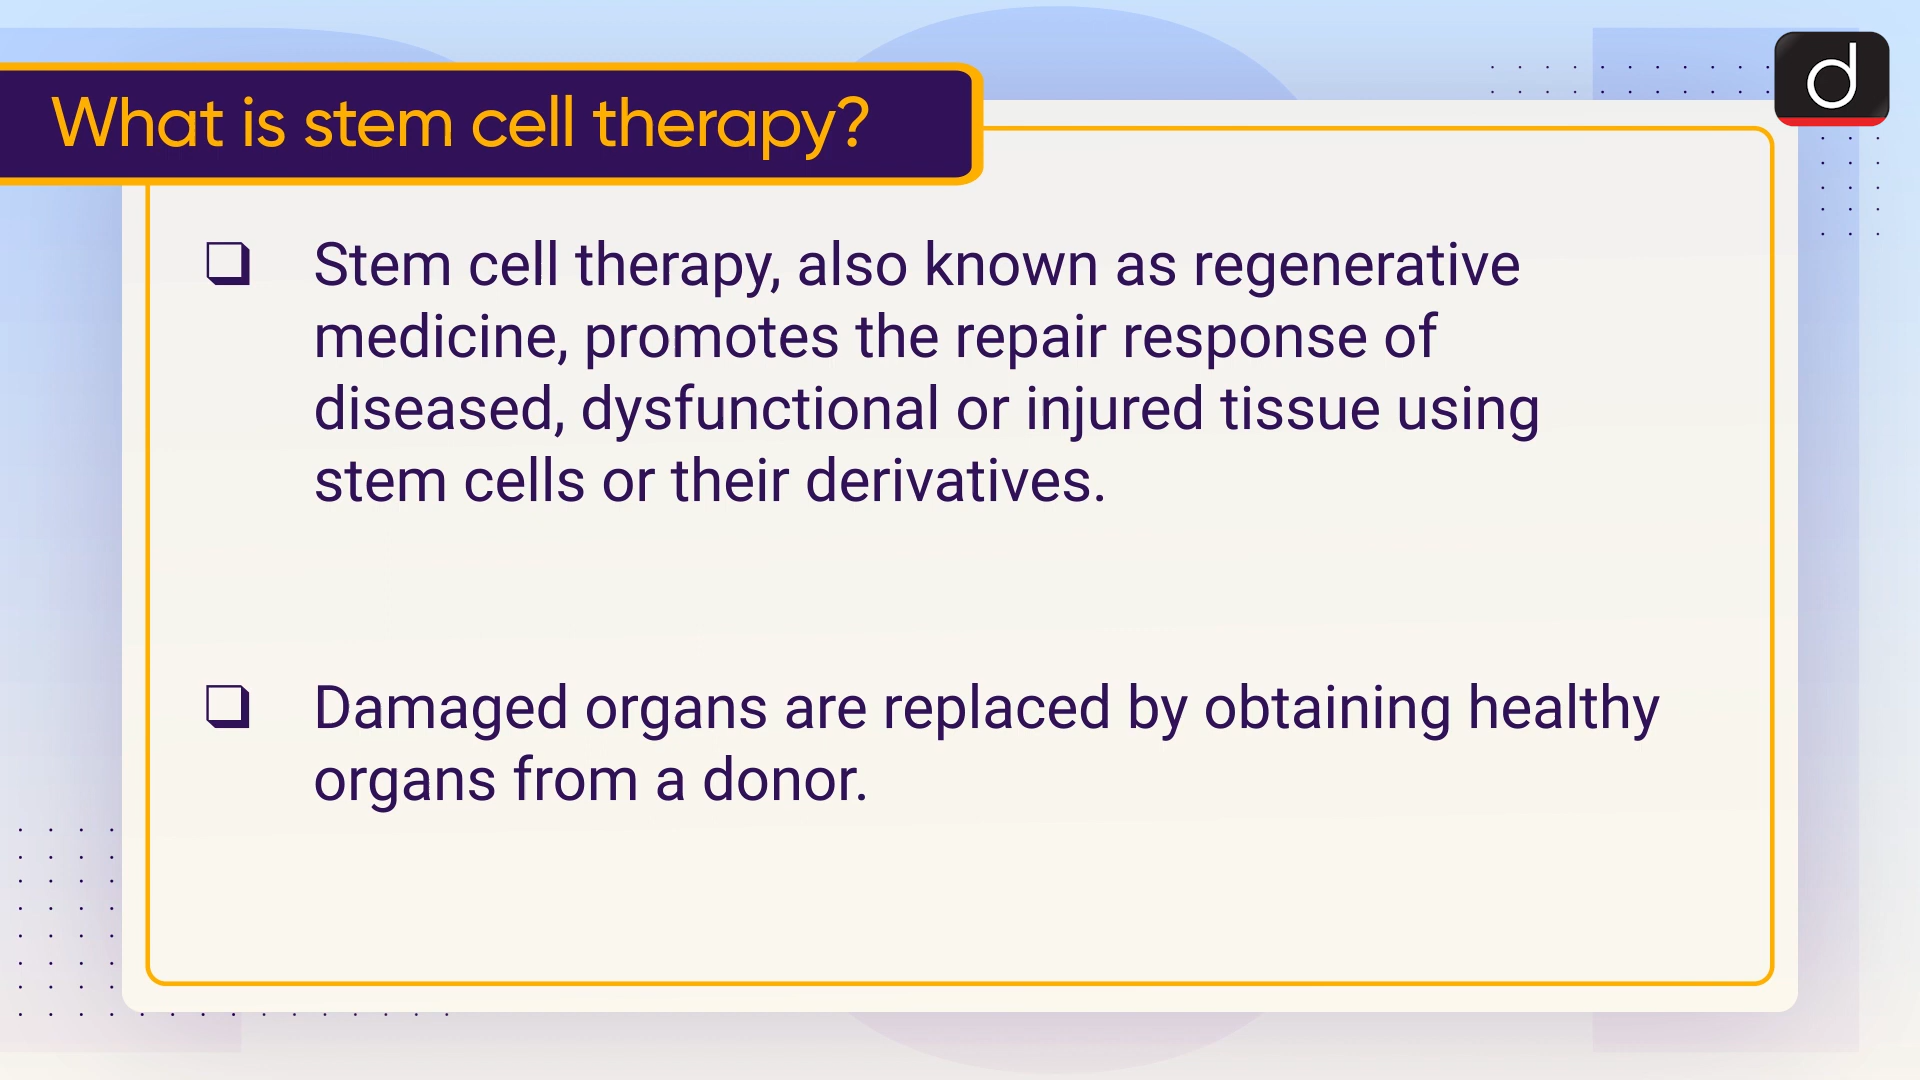 What is stem cell therapy?
d
❑ Stem cell therapy, also known as regenerative
medicine, promotes the repair response of
diseased, dysfunctional or injured tissue using
stem cells or their derivatives.
❑ Damaged organs are replaced by obtaining healthy
organs from a donor.